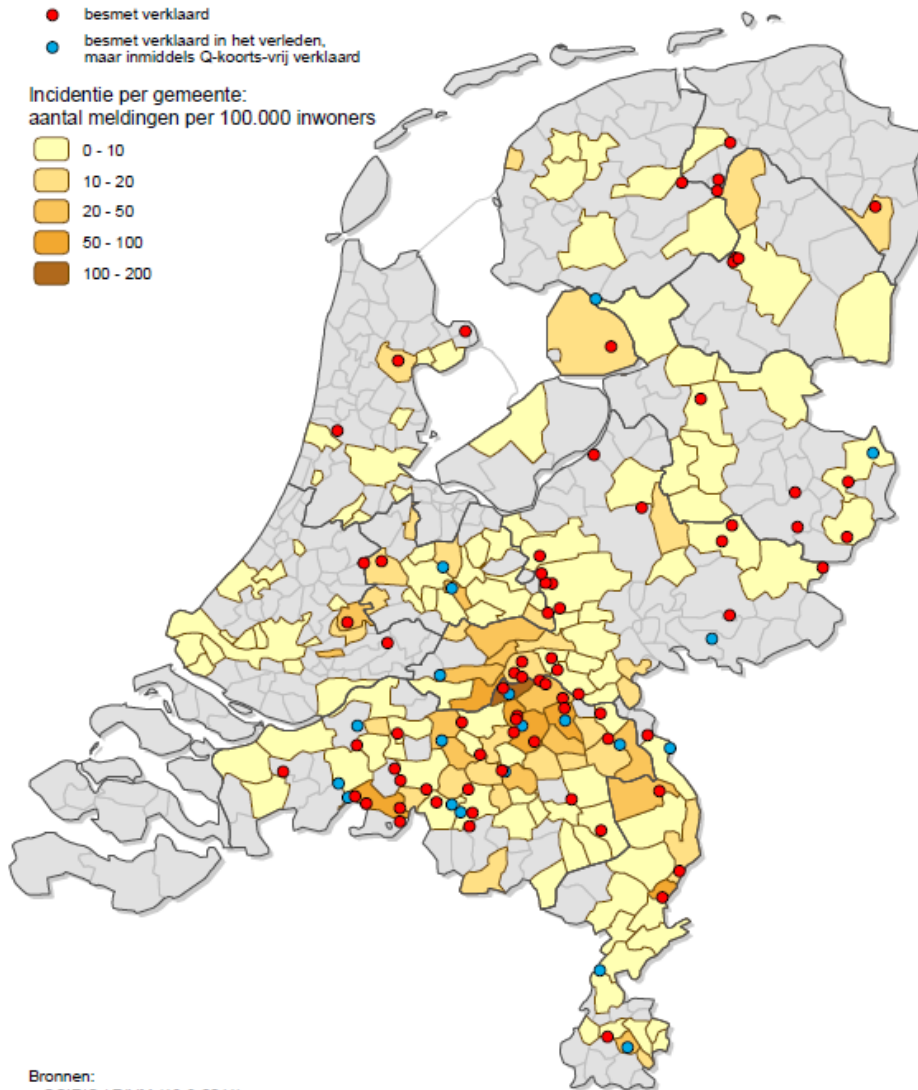 besmet verklaard
besmet verklaard in het verleden,
maar inmiddels Q-koorts-vrij verklaard
Incidentie per gemeente:
aantal meldingen per 100.000 inwoners
0 - 10
10 - 20
20 - 50
50 - 100
100 - 200
Bronnen: